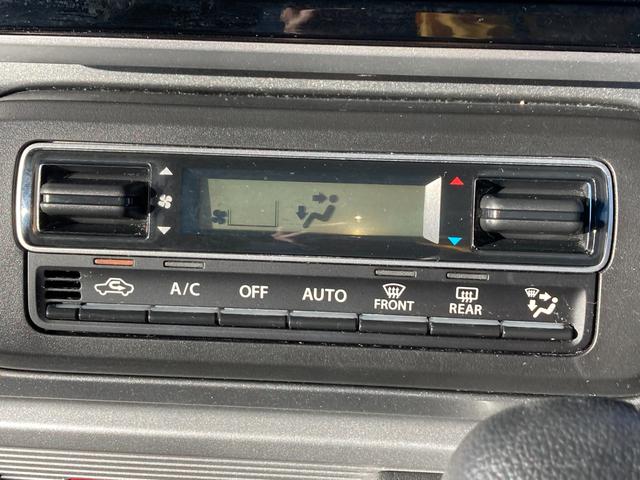 A/C OFF AUTO FRONT REAR